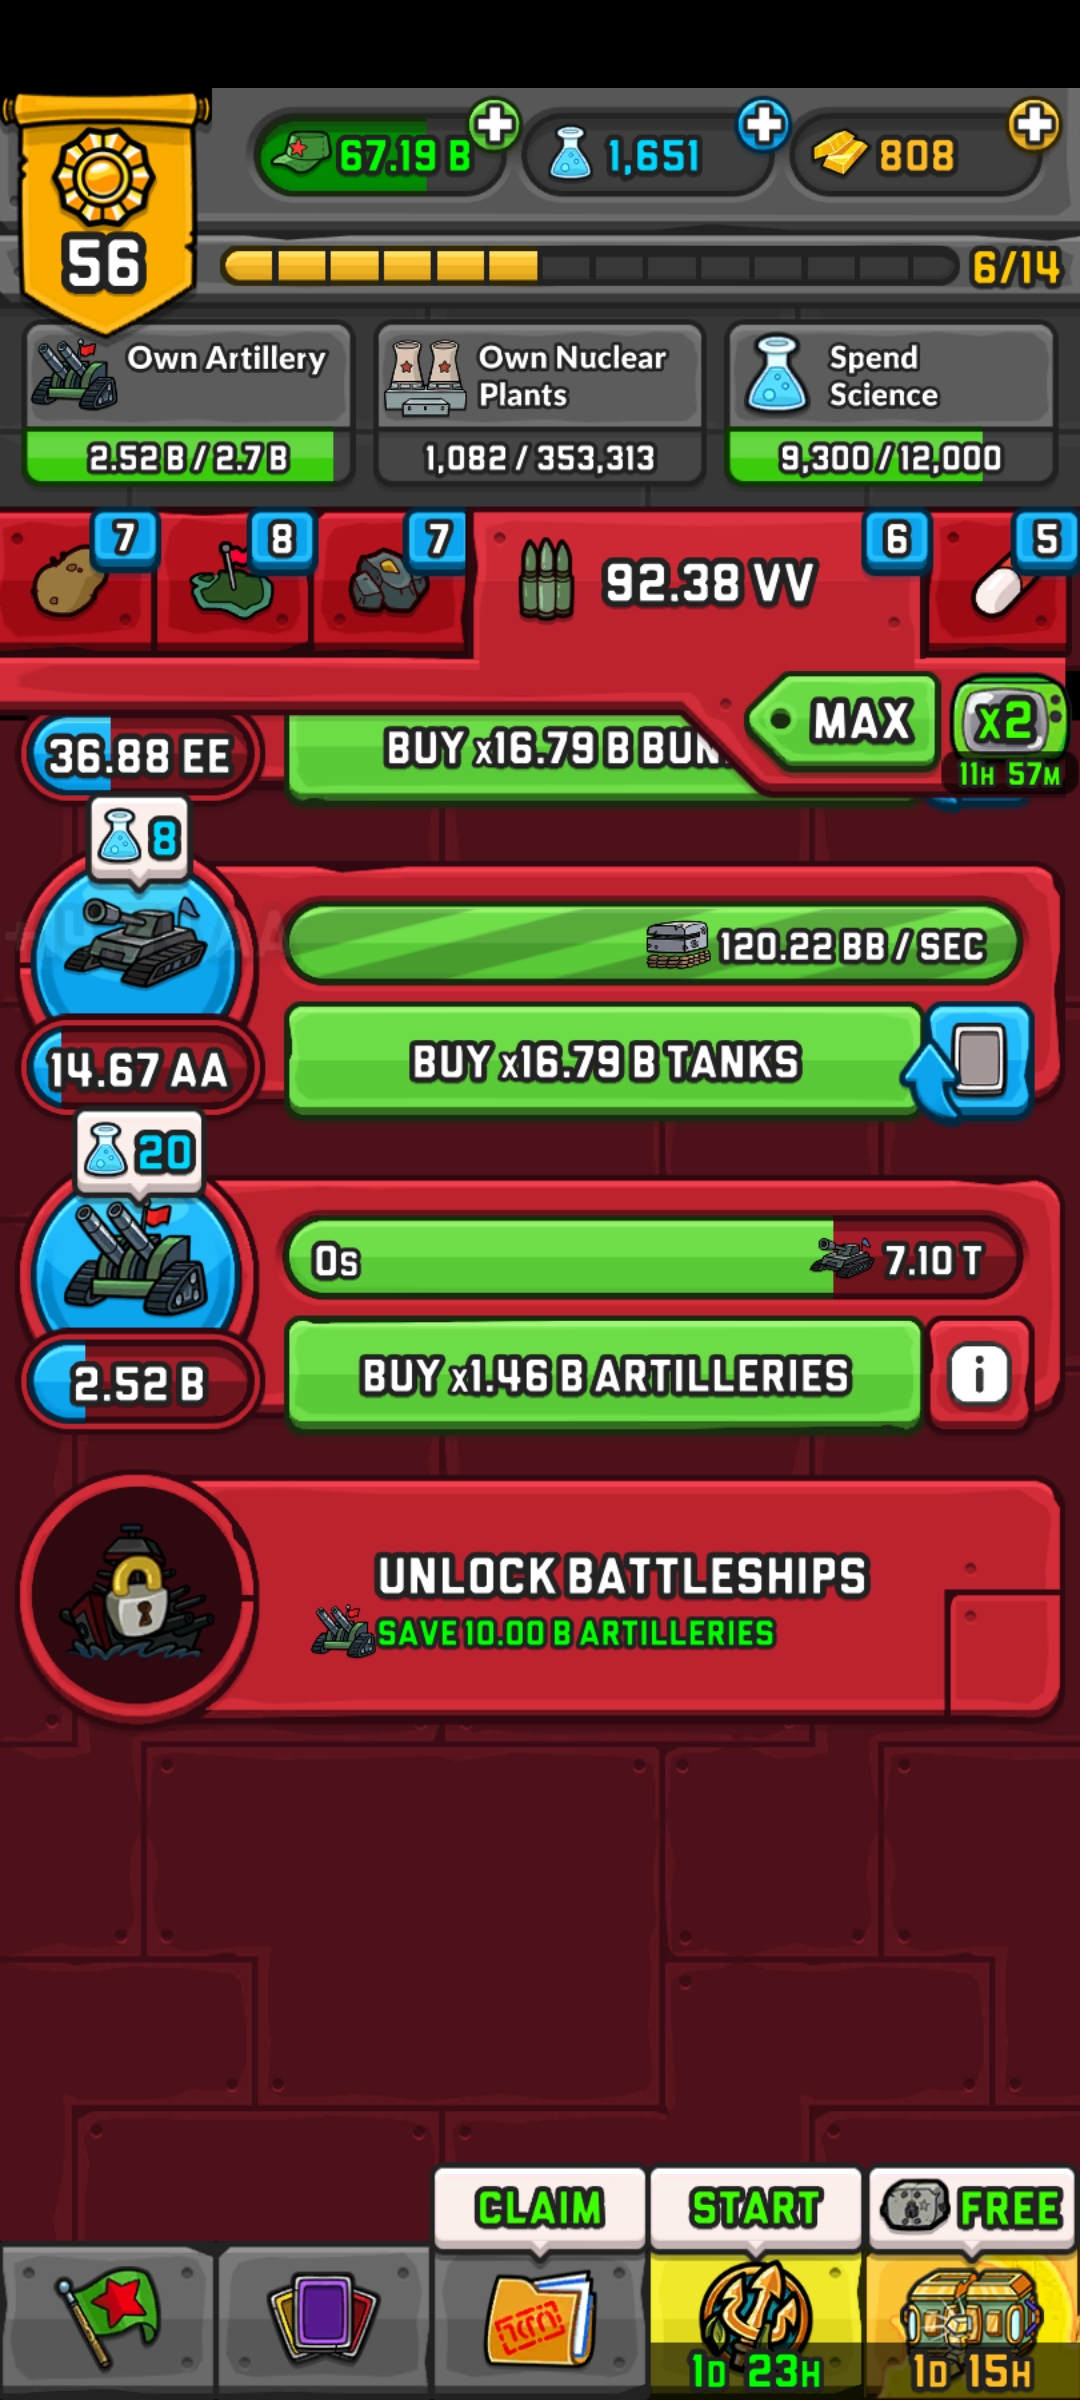 67.19 B
1,651
808
56
6/14
Own Artillery
2.52 B / 2.7 B
Own Nuclear
Plants
1,082 / 353,313
Spend
Science
9,300 / 12,000
7
8
7
92.38 VV
6
5
MAX
x2
11H 57M
36.88 EE
BUY x16.79 B BUN
8
120.22 BB / SEC
14.67 AA
BUY x16.79 B TANKS
20
0s
7.10 T
2.52 B
BUY x1.46 B ARTILLERIES
i
UNLOCK BATTLESHIPS
SAVE 10.00 B ARTILLERIES
CLAIM
START
FREE
1D 23H
1D 15H